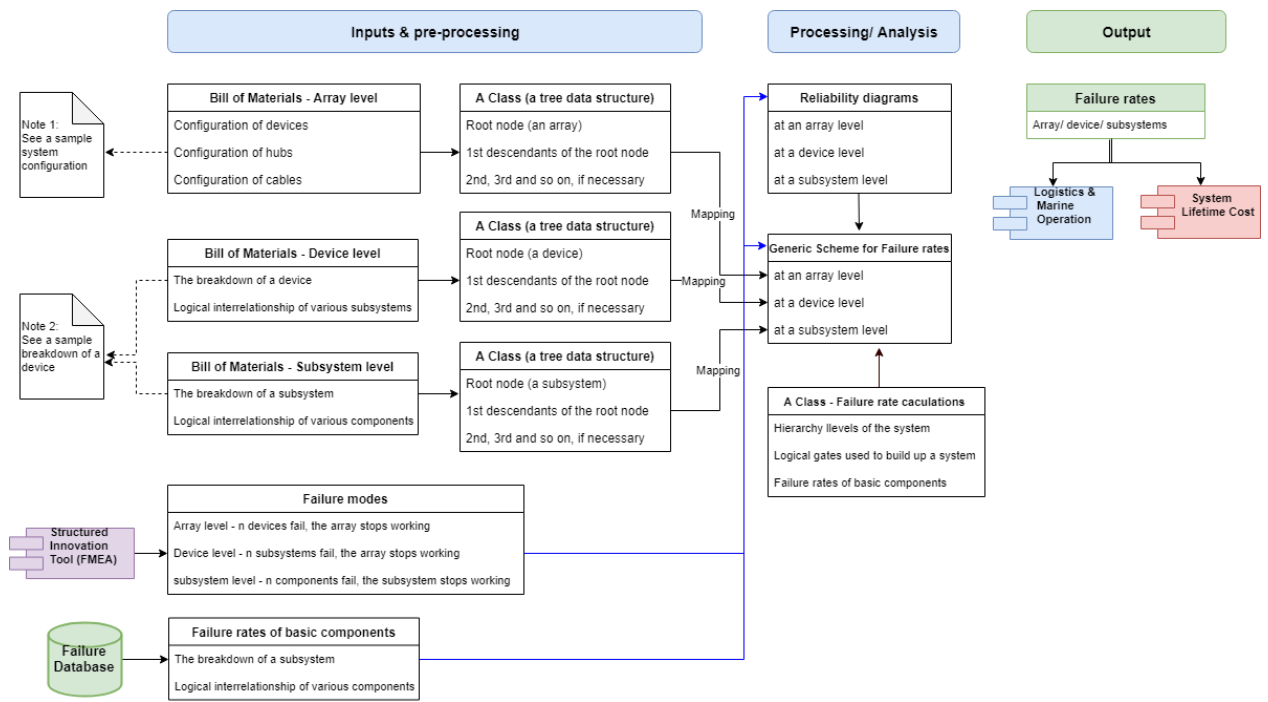 Inputs & pre-processing
Processing/ Analysis
Output
Note 1:
See a sample
system
configuration
Bill of Materials - Array level
Configuration of devices
Configuration of hubs
Configuration of cables
A Class (a tree data structure)
Root node (an array)
1st descendants of the root node
2nd, 3rd and so on, if necessary
Mapping
Reliability diagrams
at an array level
at a device level
at a subsystem level
Failure rates
Array/ device/ subsystems
Logistics &
Marine
Operation
System
Lifetime Cost
Note 2:
See a sample
breakdown of a
device
Bill of Materials - Device level
The breakdown of a device
Logical interrelationship of various subsystems
A Class (a tree data structure)
Root node (a device)
1st descendants of the root node
2nd, 3rd and so on, if necessary
Mapping
Generic Scheme for Failure rates
at an array level
at a device level
at a subsystem level
Bill of Materials - Subsystem level
The breakdown of a subsystem
Logical interrelationship of various components
A Class (a tree data structure)
Root node (a subsystem)
1st descendants of the root node
2nd, 3rd and so on, if necessary
Mapping
A Class - Failure rate caculations
Hierarchy llevels of the system
Logical gates used to build up a system
Failure rates of basic components
Structured
Innovation
Tool (FMEA)
Failure modes
Array level - n devices fail, the array stops working
Device level - n subsystems fail, the array stops working
subsystem level - n components fail, the subsystem stops working
Failure
Database
Failure rates of basic components
The breakdown of a subsystem
Logical interrelationship of various components